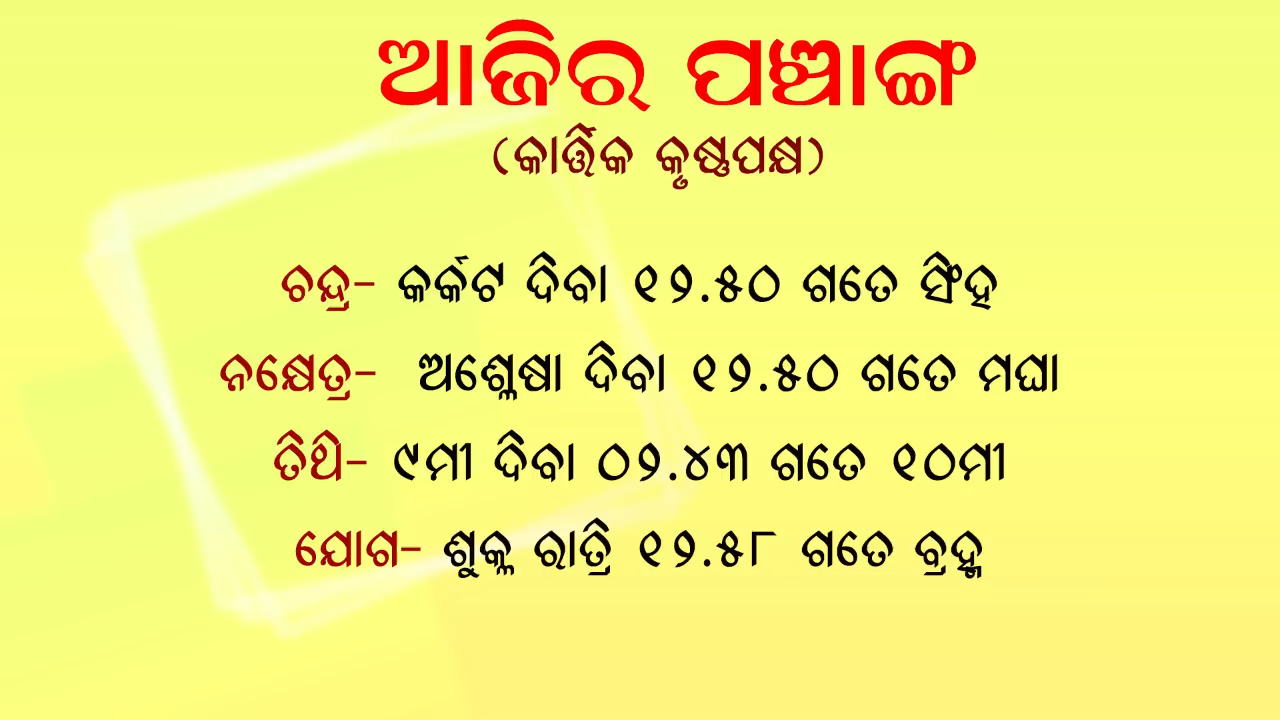 ଆଜିର ପଞ୍ଚାଙ୍ଗ
(କାର୍ତ୍ତିକ କୃଷ୍ଣପକ୍ଷ)
ଚନ୍ଦ୍ର- କର୍କଟ ଦିବା ୧୨.୫୦ ଗତେ ସିଂହ
ନକ୍ଷେତ୍ର- ଅଶ୍ଳେଷା ଦିବା ୧୨.୫୦ ଗତେ ମଘା
ତିଥି- ୯ମୀ ଦିବା ୦୨.୪୩ ଗତେ ୧୦ମୀ
ଯୋଗ- ଶୁକ୍ଳ ରାତ୍ରି ୧୨.୫୮ ଗତେ ବ୍ରହ୍ମ